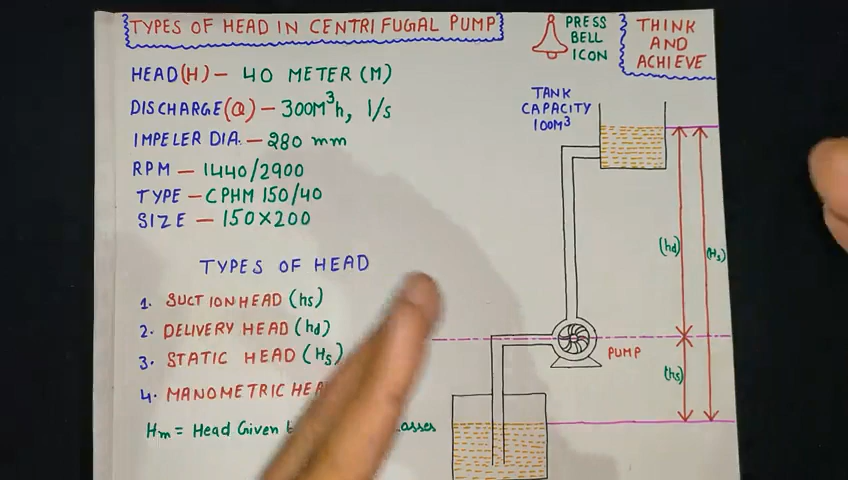 TYPES OF HEAD IN CENTRIFUGAL PUMP
PRESS
BELL
ICON
THINK
AND
ACHIEVE
HEAD(H) – 40 METER (M)
DISCHARGE(Q) – 300M³h, l/s
IMPELER DIA. – 280 mm
RPM – 1440/2900
TYPE – CPHM 150/40
SIZE – 150×200
TYPES OF HEAD
1. SUCTION HEAD (hs)
2. DELIVERY HEAD (hd)
3. STATIC HEAD (Hs)
4. MANOMETRIC
Hm = Head Given
TANK
CAPACITY
100M³
(hd)
(Hs)
PUMP
(hs)